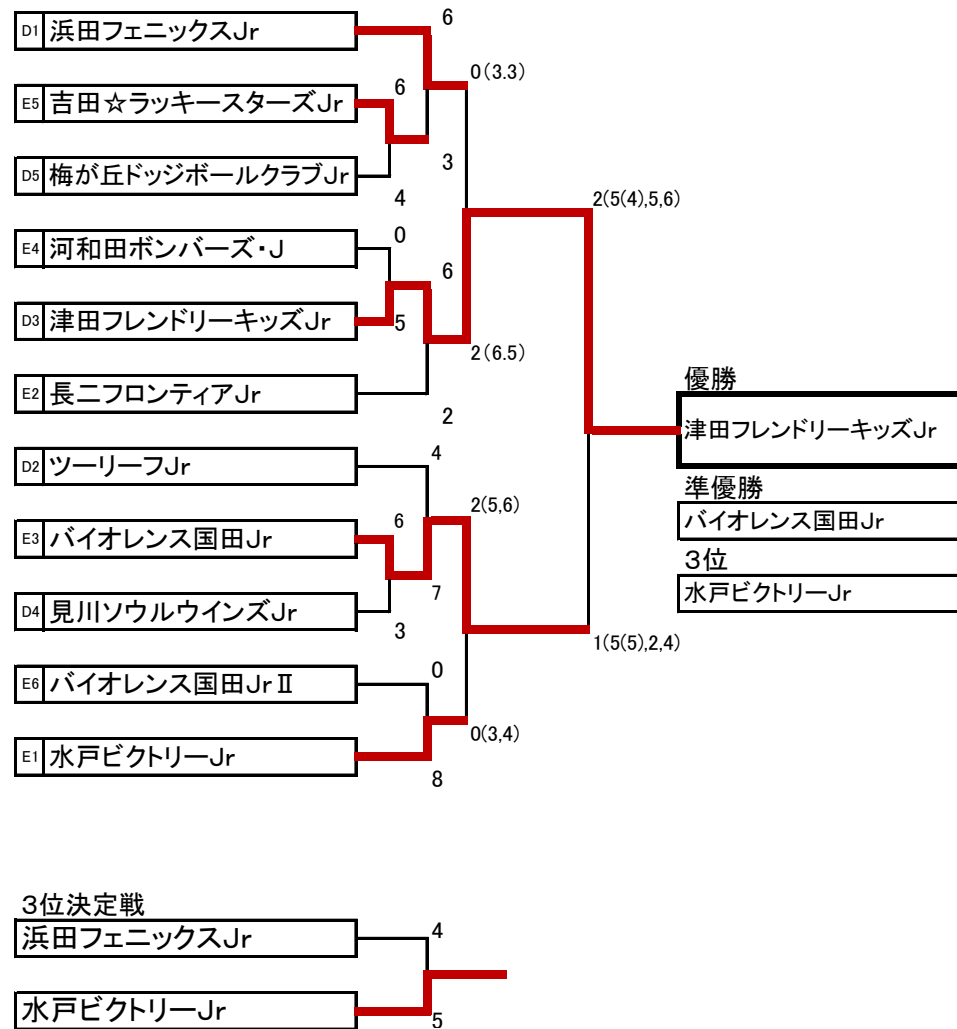 6
D1 浜田フェニックスJr
0(3.3)
6
E5 吉田☆ラッキースターズJr
3
D5 梅が丘ドッジボールクラブJr
4
2(5(4),5,6)
0
E4 河和田ボンバーズ・J
6
D3 津田フレンドリーキッズJr
5
2(6.5)
E2 長二フロンティアJr
優勝
2
津田フレンドリーキッズJr
4
D2 ツーリーフJr
準優勝
2(5,6)
6
バイオレンス国田Jr
E3 バイオレンス国田Jr
3位
7
水戸ビクトリーJr
D4 見川ソウルウインズJr
3
1(5(5),2,4)
0
E6 バイオレンス国田JrⅡ
0(3,4)
E1 水戸ビクトリーJr
8
3位決定戦
4
浜田フェニックスJr
水戸ビクトリーJr
5